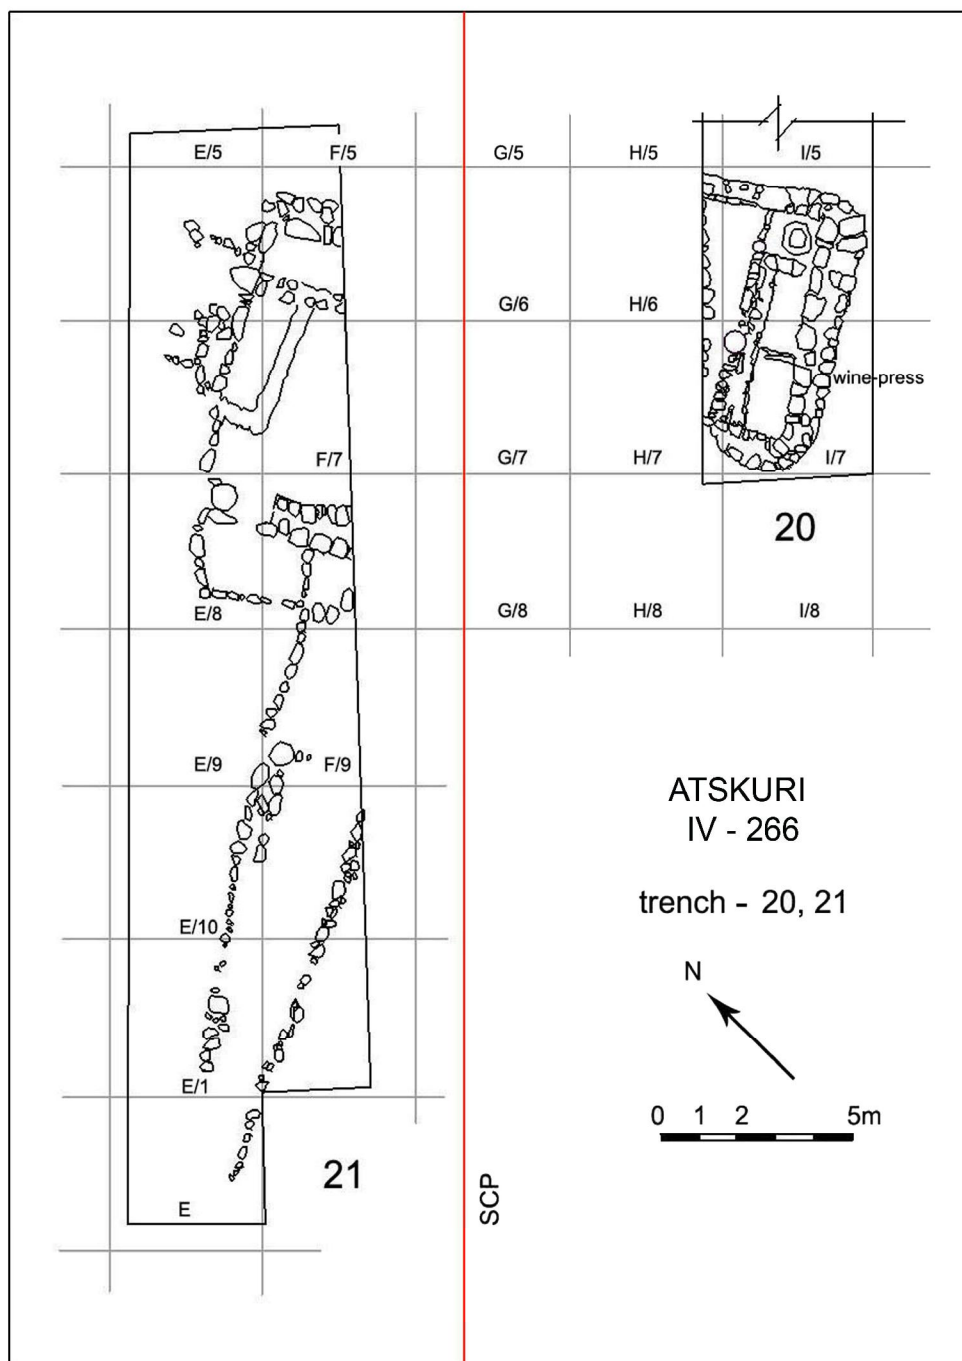 E/5 F/5 G/5 H/5 I/5
G/6 H/6
wine-press
F/7 G/7 H/7 I/7
20
E/8 G/8 H/8 I/8
E/9 F/9
ATSKURI
IV - 266
trench - 20, 21
E/10
N
E/1
0 1 2 5m
21
SCP
E